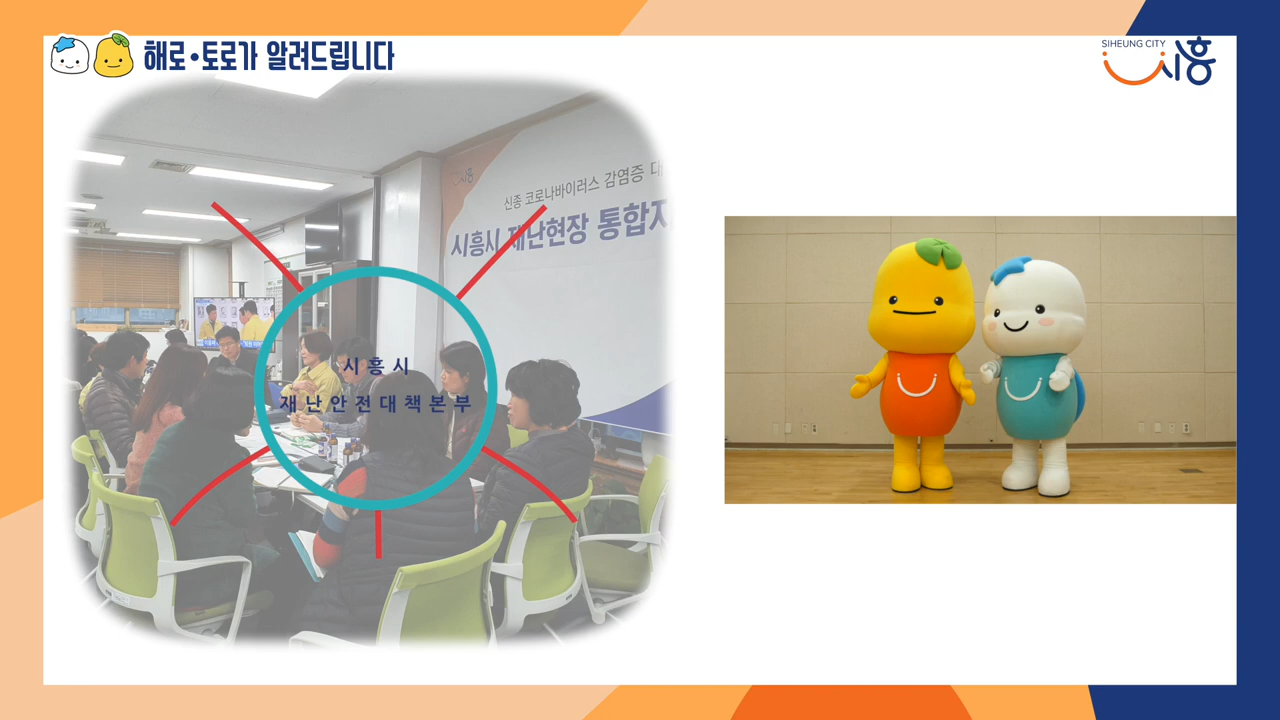 해로•토로가 알려드립니다
SIHEUNG CITY
시흥
신종 코로나바이러스 감염증 대
시흥시 재난현장 통합지
시흥시
재난안전대책본부